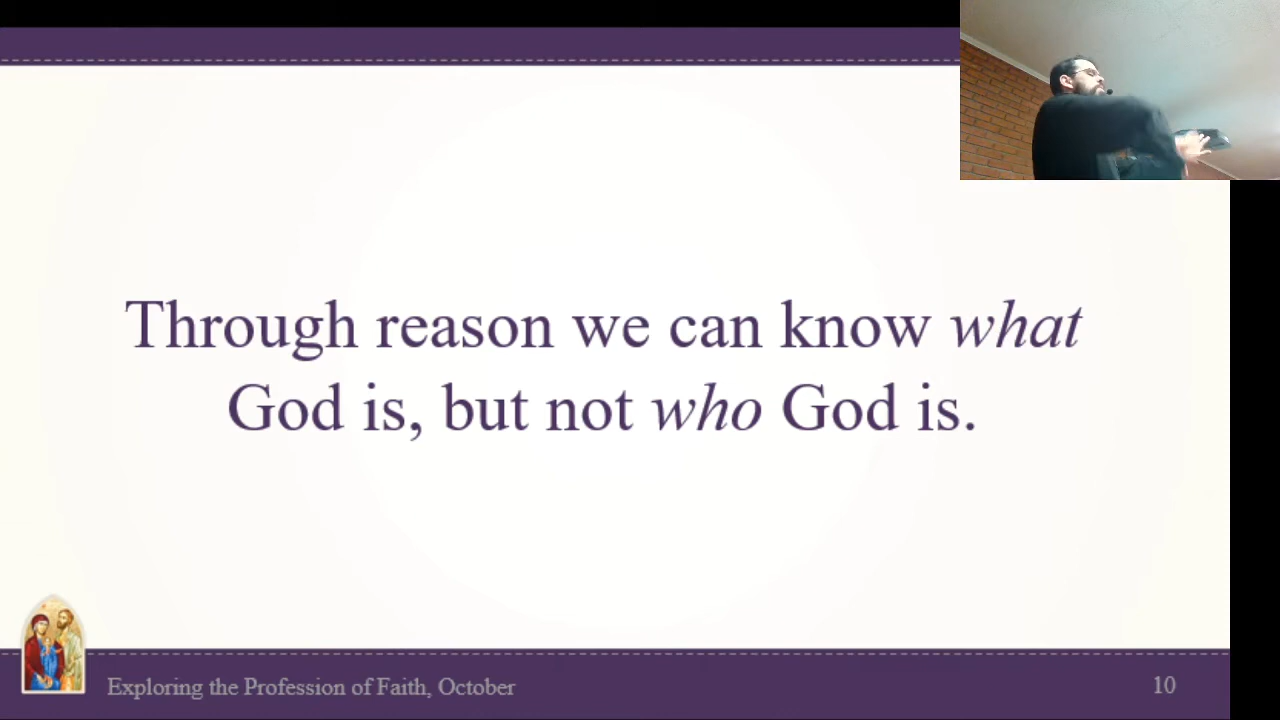 Through reason we can know what
God is, but not who God is.
Exploring the Profession of Faith, October
10